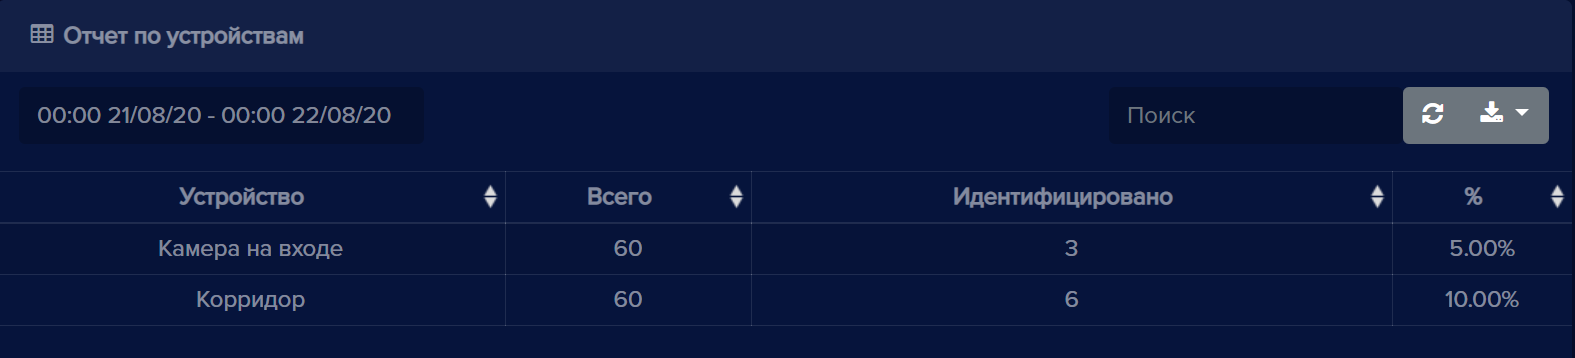 Отчет по устройствам
00:00 21/08/20 - 00:00 22/08/20 Поиск
Устройство Всего Идентифицировано %
Камера на входе 60 3 5.00%
Корридор 60 6 10.00%